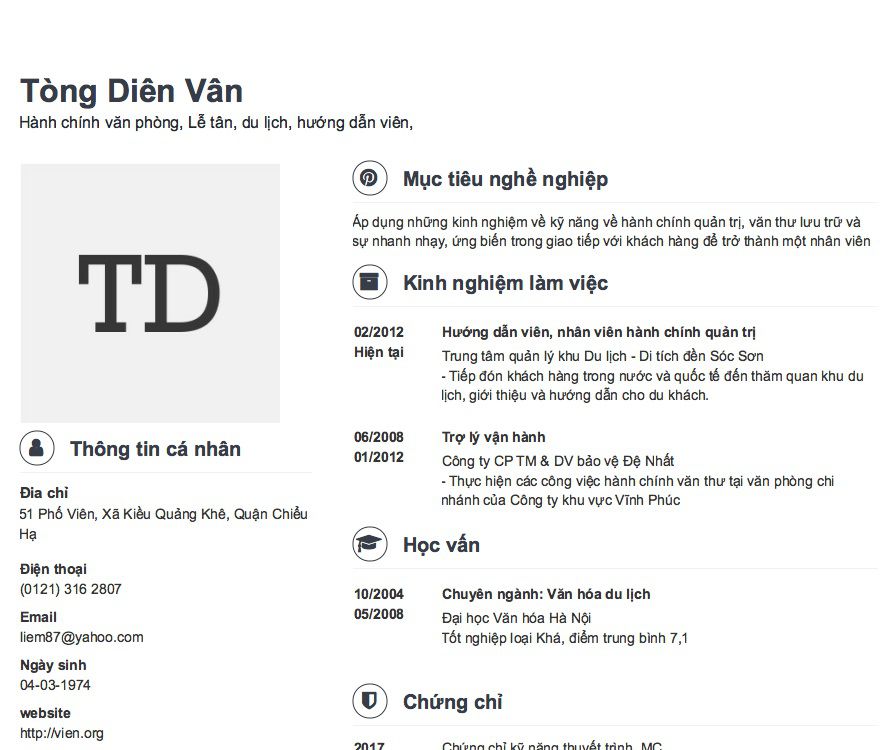 Tòng Diên Vân
Hành chính văn phòng, Lễ tân, du lịch, hướng dẫn viên,
TD
Thông tin cá nhân
Đia chỉ
51 Phố Viên, Xã Kiều Quảng Khê, Quận Chiểu
Hạ
Điện thoại
(0121) 316 2807
Email
liem87@yahoo.com
Ngày sinh
04-03-1974
website
http://vien.org
Mục tiêu nghề nghiệp
Áp dụng những kinh nghiệm về kỹ năng về hành chính quản trị, văn thư lưu trữ và
sự nhanh nhạy, ứng biến trong giao tiếp với khách hàng để trở thành một nhân viên
Kinh nghiệm làm việc
02/2012 Hướng dẫn viên, nhân viên hành chính quản trị
Hiện tại Trung tâm quản lý khu Du lịch - Di tích đền Sóc Sơn
- Tiếp đón khách hàng trong nước và quốc tế đến thăm quan khu du
lịch, giới thiệu và hướng dẫn cho du khách.
06/2008 Trợ lý vận hành
01/2012 Công ty CP TM & DV bảo vệ Đệ Nhất
- Thực hiện các công việc hành chính văn thư tại văn phòng chi
nhánh của Công ty khu vực Vĩnh Phúc
Học vấn
10/2004 Chuyên ngành: Văn hóa du lịch
05/2008 Đại học Văn hóa Hà Nội
Tốt nghiệp loại Khá, điểm trung bình 7,1
Chứng chỉ
2017 Chứng chỉ kỹ năng thuyết trình, MC